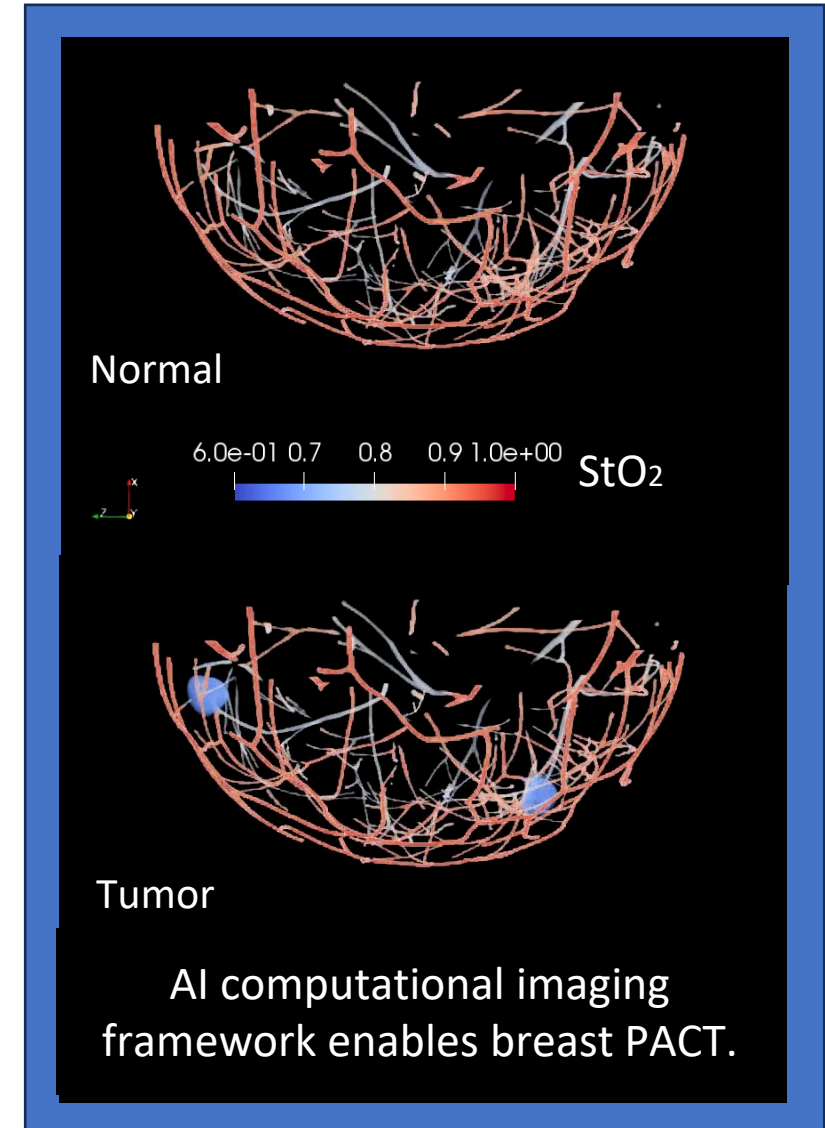 Normal
6.0e-01 0.7 0.8 0.9 1.0e+00 StO₂
X
Z Y
Tumor
AI computational imaging
framework enables breast PACT.